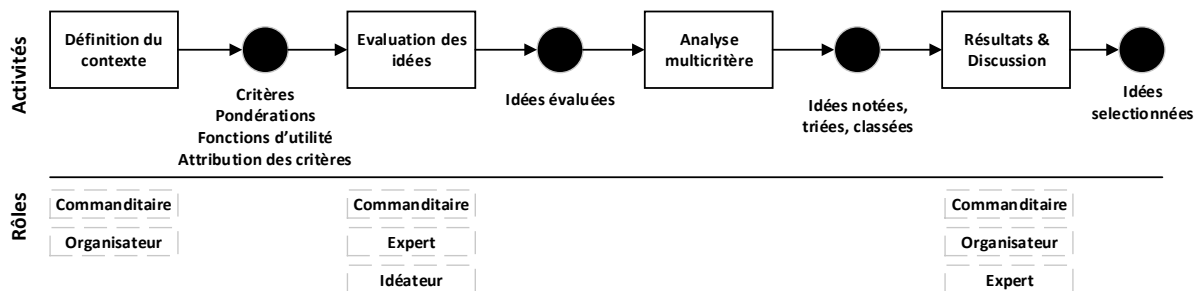 Activités
Définition du
contexte
Evaluation des
idées
Analyse
multicritère
Résultats &
Discussion
Critères
Pondérations
Fonctions d'utilité
Attribution des critères
Idées évaluées
Idées notées,
triées, classées
Idées
selectionnées
Rôles
Commanditaire
Organisateur
Commanditaire
Expert
Idéateur
Commanditaire
Organisateur
Expert